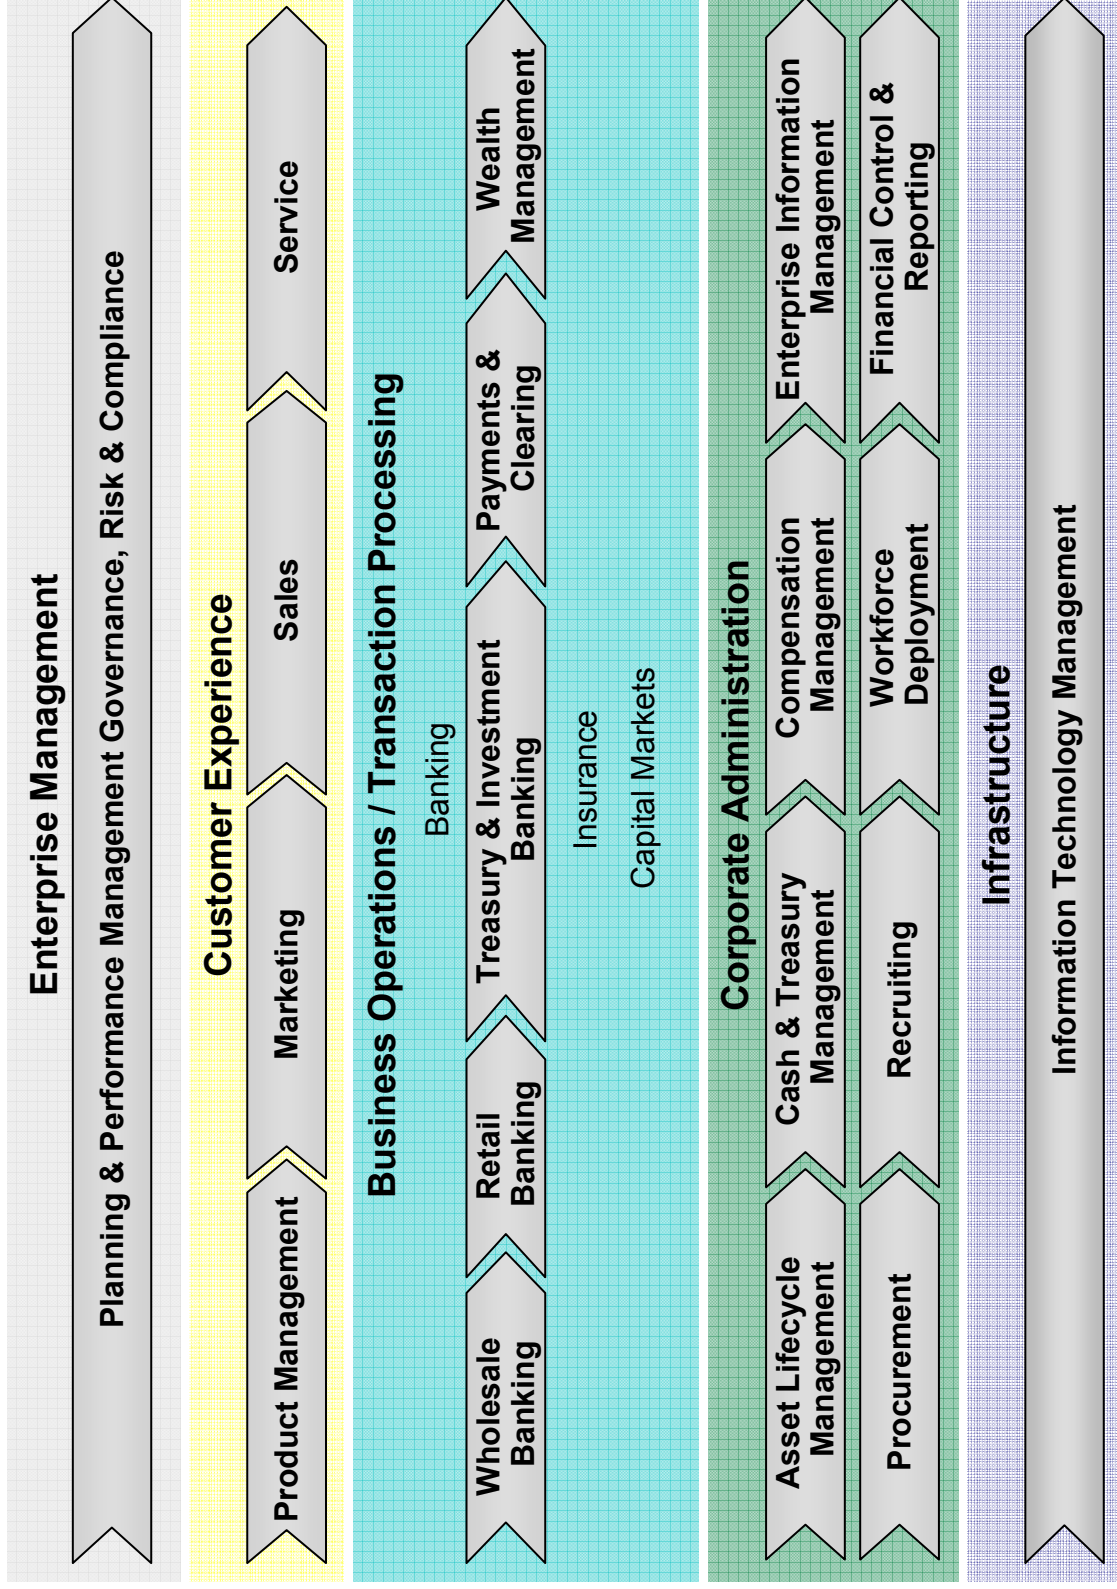 Enterprise Management
Planning & Performance Management Governance, Risk & Compliance
Customer Experience
Product Management
Marketing
Sales
Service
Business Operations / Transaction Processing
Banking
Wholesale
Banking
Retail
Banking
Treasury & Investment
Banking
Payments &
Clearing
Wealth
Management
Insurance
Capital Markets
Corporate Administration
Asset Lifecycle
Management
Cash & Treasury
Management
Compensation
Management
Enterprise Information
Management
Procurement
Recruiting
Workforce
Deployment
Financial Control &
Reporting
Infrastructure
Information Technology Management